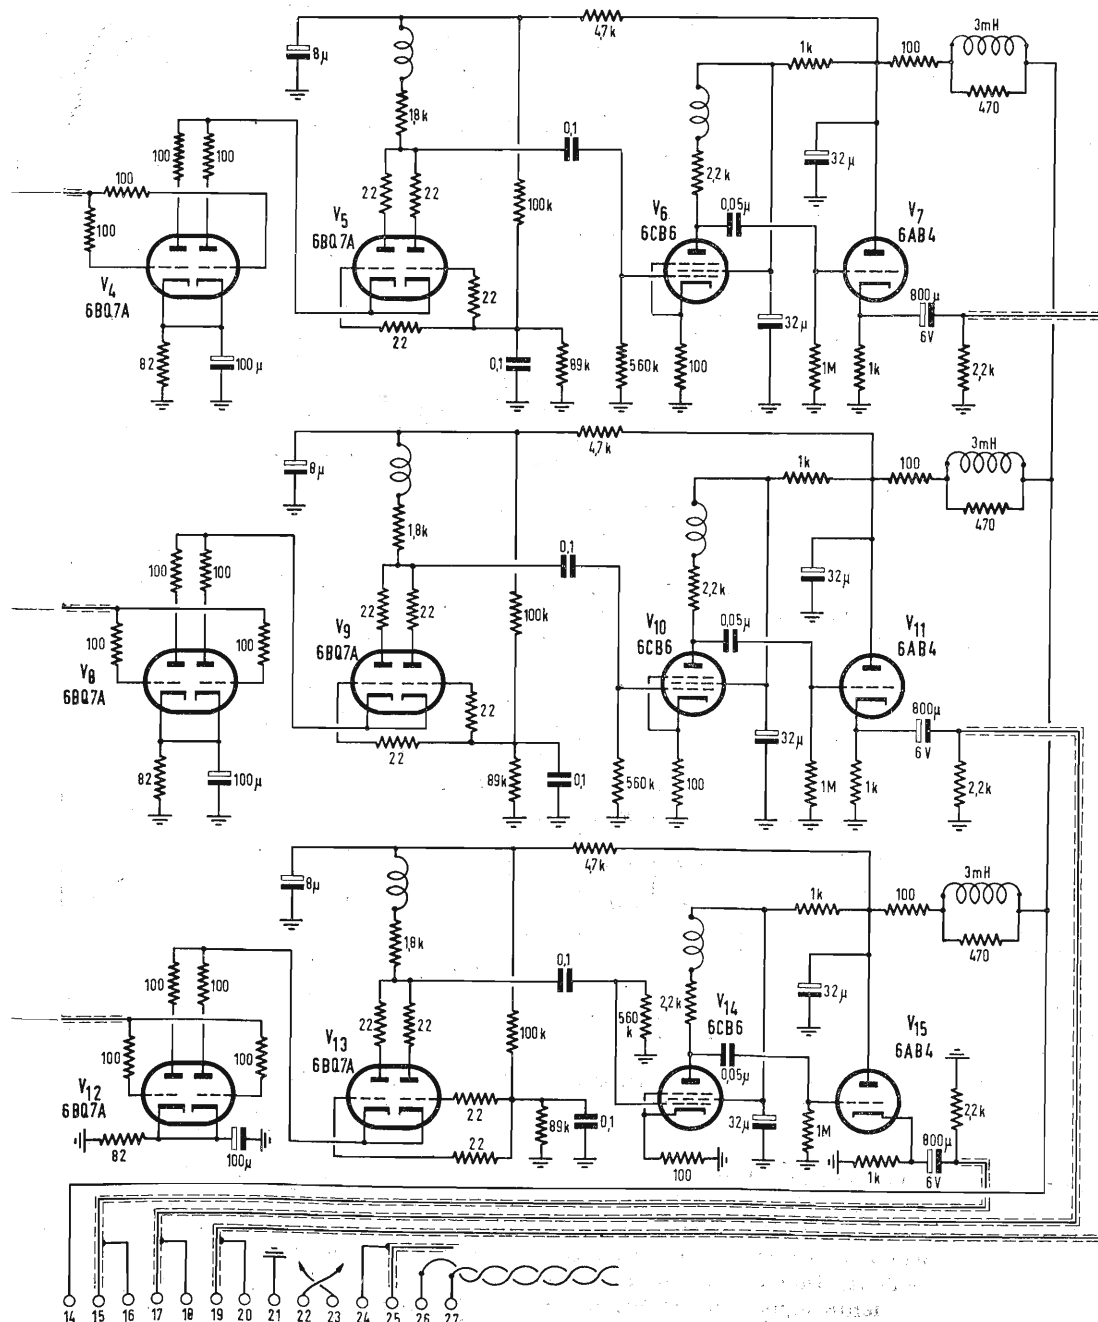 3mH
4,7k
1k
100
8µ
470
1,8k
0,1
32µ
100
100
2,2k
100
22
22
100k
0,05µ
V5
6BQ7A
V6
6CB6
V7
6AB4
100
V4
6BQ7A
22
800µ
6V
22
32µ
82
100µ
0,1
89k
560k
100
1M
1k
2,2k
4,7k
3mH
1k
100
8µ
470
1,8k
0,1
32µ
100
100
2,2k
22
22
100k
0,05µ
100
100
V9
6BQ7A
V10
6CB6
V11
6AB4
V8
6BQ7A
22
800µ
6V
22
32µ
82
100µ
89k
0,1
560k
100
1M
1k
2,2k
4,7k
3mH
1k
100
8µ
470
1,8k
0,1
32µ
100
100
2,2k
22
22
100k
560
k
V14
6CB6
V15
6AB4
100
100
V13
6BQ7A
0,05µ
V12
6BQ7A
22
2,2k
22
89k
0,1
32µ
1M
82
100µ
100
1k
800µ
6V
14 15 16 17 18 19 20 21 22 23 24 25 26 27